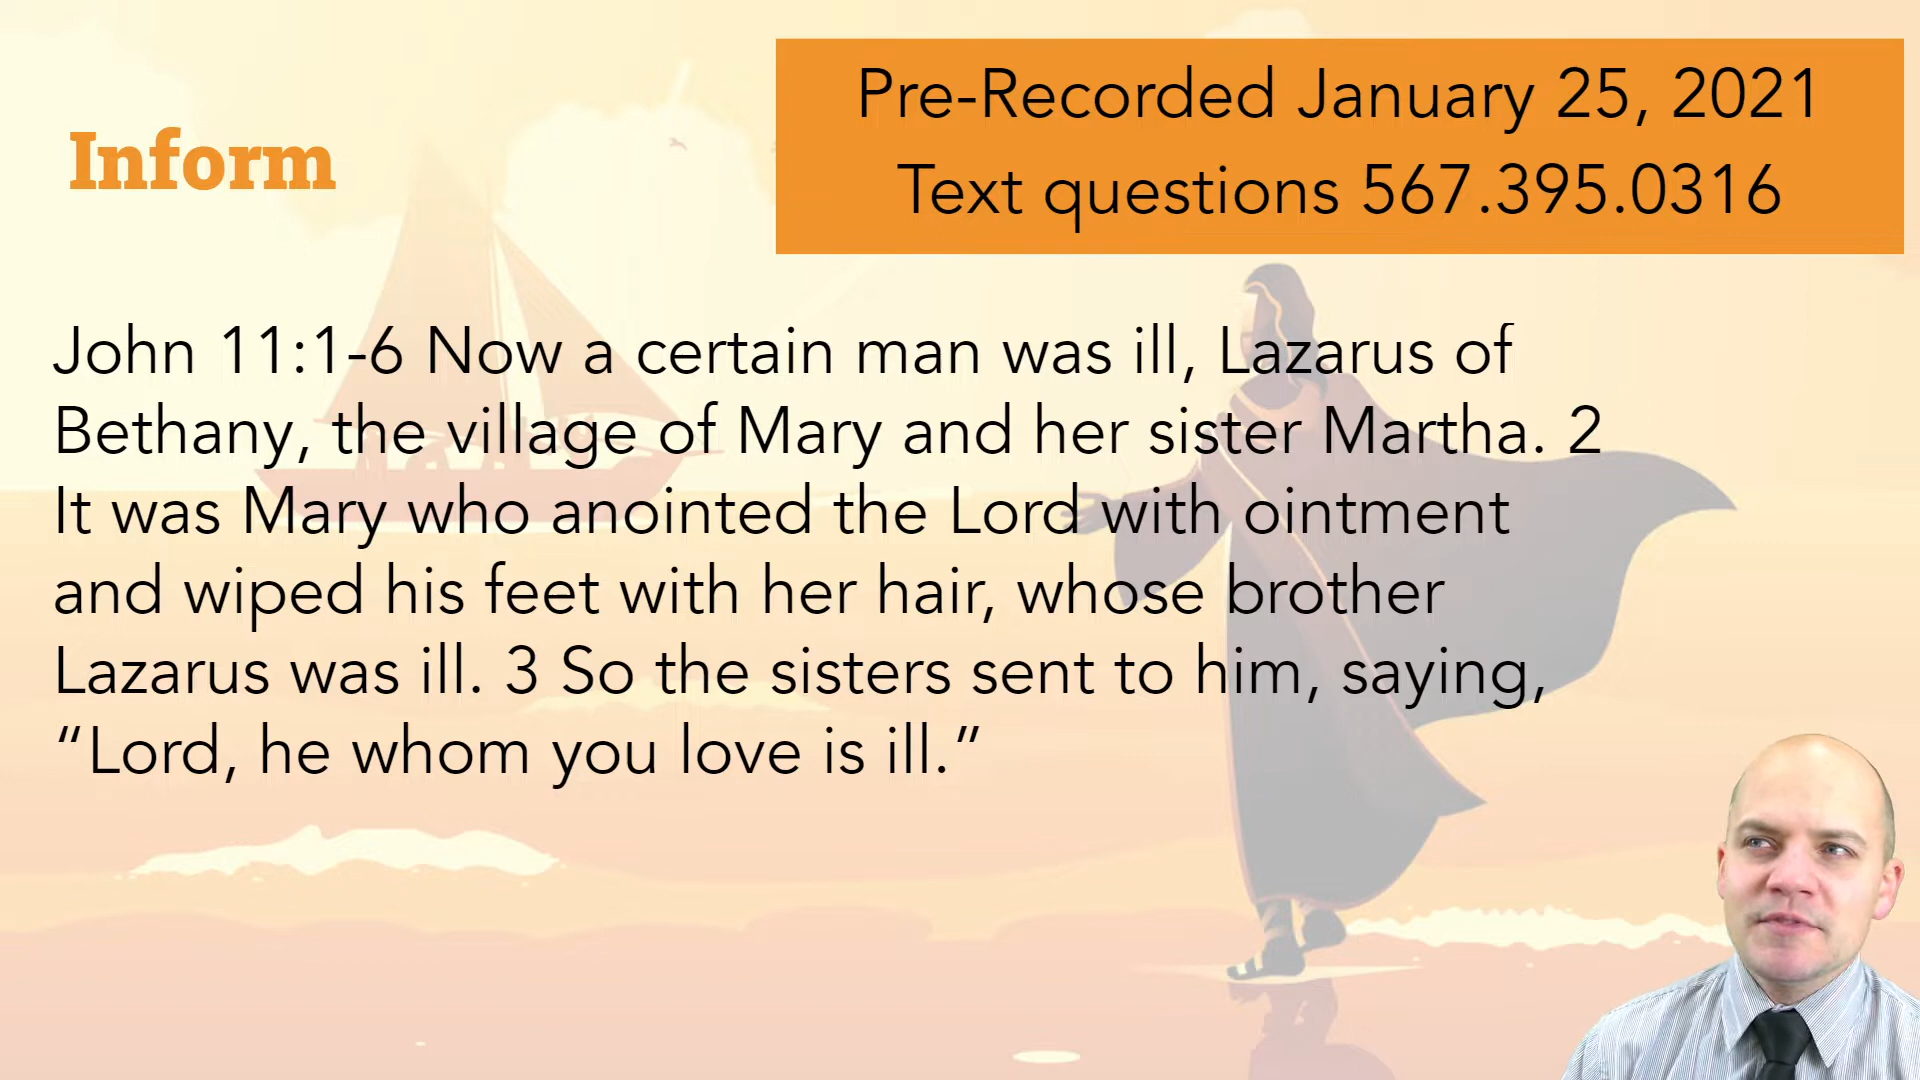 Inform
Pre-Recorded January 25, 2021
Text questions 567.395.0316
John 11:1-6 Now a certain man was ill, Lazarus of
Bethany, the village of Mary and her sister Martha. 2
It was Mary who anointed the Lord with ointment
and wiped his feet with her hair, whose brother
Lazarus was ill. 3 So the sisters sent to him, saying,
“Lord, he whom you love is ill.”